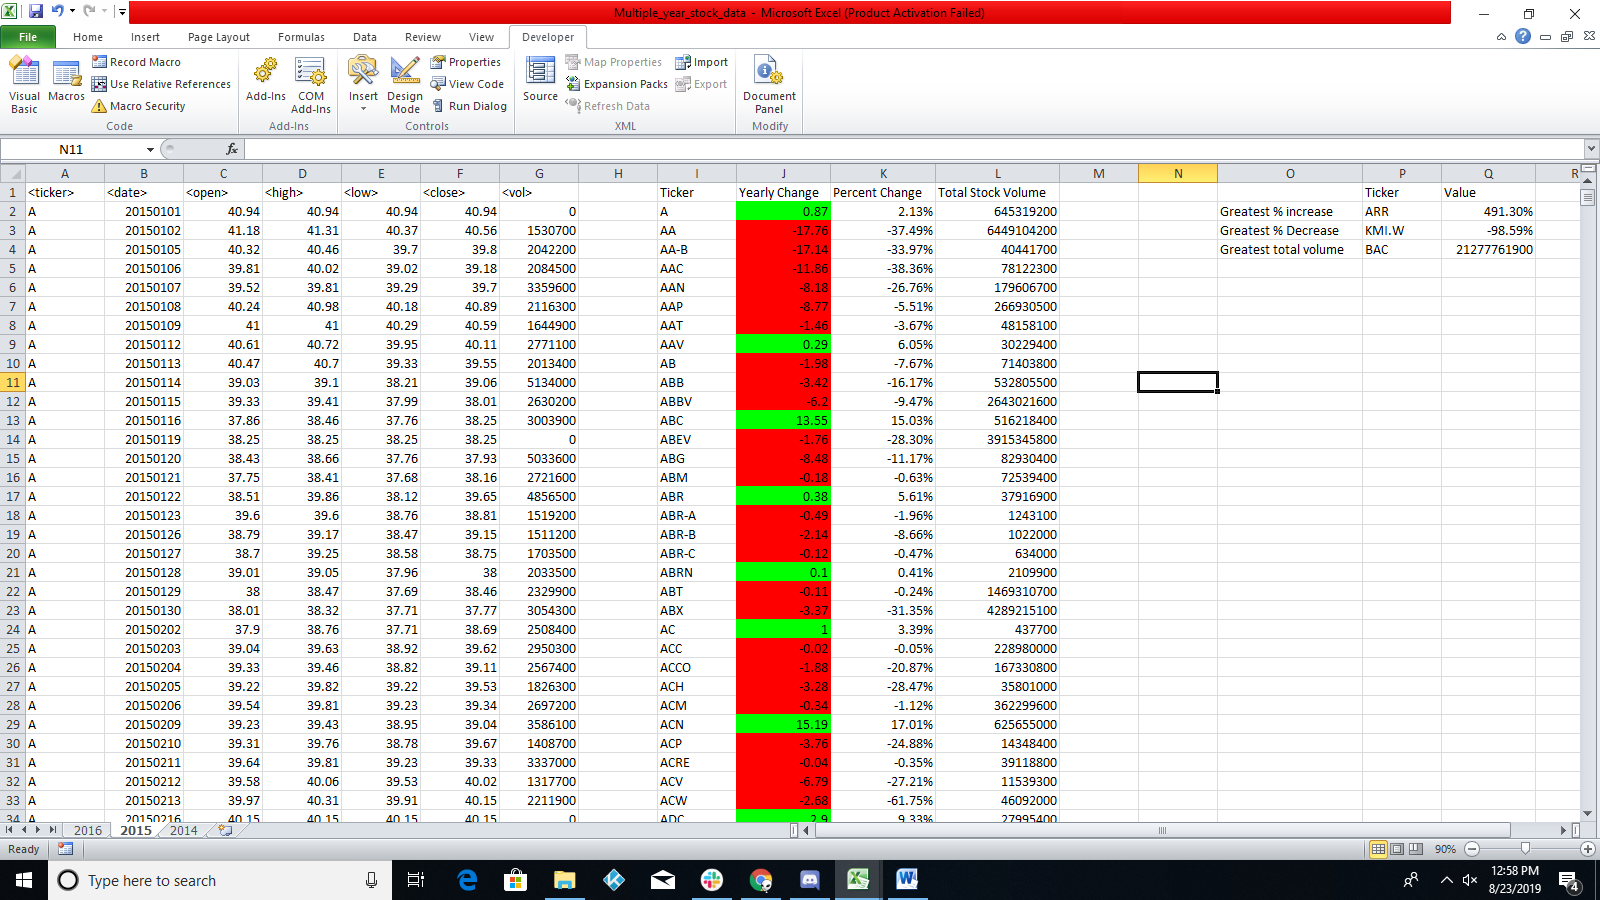 Multiple_year_stock_data - Microsoft Excel (Product Activation Failed)
File Home Insert Page Layout Formulas Data Review View Developer
Visual Basic
Macros
Record Macro
Use Relative References
Macro Security
Code
Add-Ins
COM Add-Ins
Add-Ins
Insert
Design Mode
Properties
View Code
Run Dialog
Controls
Source
Map Properties
Expansion Packs
Refresh Data
Import
Export
XML
Document Panel
Modify
N11 fx
A B C D E F G H I J K L M N O P Q R
1 <ticker> <date> <open> <high> <low> <close> <vol> Ticker Yearly Change Percent Change Total Stock Volume Ticker Value
2 A 20150101 40.94 40.94 40.94 40.94 0 A 0.87 2.13% 645319200 Greatest % increase ARR 491.30%
3 A 20150102 41.18 41.31 40.37 40.56 1530700 AA -17.76 -37.49% 6449104200 Greatest % Decrease KMI.W -98.59%
4 A 20150105 40.32 40.46 39.7 39.8 2042200 AA-B -17.14 -33.97% 40441700 Greatest total volume BAC 21277761900
5 A 20150106 39.81 40.02 39.02 39.18 2084500 AAC -11.86 -38.36% 78122300
6 A 20150107 39.52 39.81 39.29 39.7 3359600 AAN -8.18 -26.76% 179606700
7 A 20150108 40.24 40.98 40.18 40.89 2116300 AAP -8.77 -5.51% 266930500
8 A 20150109 41 41 40.29 40.59 1644900 AAT -1.46 -3.67% 48158100
9 A 20150112 40.61 40.72 39.95 40.11 2771100 AAV 0.29 6.05% 30229400
10 A 20150113 40.47 40.7 39.33 39.55 2013400 AB -1.98 -7.67% 71403800
11 A 20150114 39.03 39.1 38.21 39.06 5134000 ABB -3.42 -16.17% 532805500
12 A 20150115 39.33 39.41 37.99 38.01 2630200 ABBV -6.2 -9.47% 2643021600
13 A 20150116 37.86 38.46 37.76 38.25 3003900 ABC 13.55 15.03% 516218400
14 A 20150119 38.25 38.25 38.25 38.25 0 ABEV -1.76 -28.30% 3915345800
15 A 20150120 38.43 38.66 37.76 37.93 5033600 ABG -8.48 -11.17% 82930400
16 A 20150121 37.75 38.41 37.68 38.16 2721600 ABM -0.18 -0.63% 72539400
17 A 20150122 38.51 39.86 38.12 39.65 4856500 ABR 0.38 5.61% 37916900
18 A 20150123 39.6 39.6 38.76 38.81 1519200 ABR-A -0.49 -1.96% 1243100
19 A 20150126 38.79 39.17 38.47 39.15 1511200 ABR-B -2.14 -8.66% 1022000
20 A 20150127 38.7 39.25 38.58 38.75 1703500 ABR-C -0.12 -0.47% 634000
21 A 20150128 39.01 39.05 37.96 38 2033500 ABRN 0.1 0.41% 2109900
22 A 20150129 38 38.47 37.69 38.46 2329900 ABT -0.11 -0.24% 1469310700
23 A 20150130 38.01 38.32 37.71 37.77 3054300 ABX -3.37 -31.35% 4289215100
24 A 20150202 37.9 38.76 37.71 38.69 2508400 AC 1 3.39% 437700
25 A 20150203 39.04 39.63 38.92 39.62 2950300 ACC -0.02 -0.05% 228980000
26 A 20150204 39.33 39.46 38.82 39.11 2567400 ACCO -1.88 -20.87% 167330800
27 A 20150205 39.22 39.82 39.22 39.53 1826300 ACH -3.28 -28.47% 35801000
28 A 20150206 39.54 39.81 39.23 39.34 2697200 ACM -0.34 -1.12% 362299600
29 A 20150209 39.23 39.43 38.95 39.04 3586100 ACN 15.19 17.01% 625655000
30 A 20150210 39.31 39.76 38.78 39.67 1408700 ACP -3.76 -24.88% 14348400
31 A 20150211 39.64 39.81 39.23 39.33 3337000 ACRE -0.04 -0.35% 39118800
32 A 20150212 39.58 40.06 39.53 40.02 1317700 ACV -6.79 -27.21% 11539300
33 A 20150213 39.97 40.31 39.91 40.15 2211900 ACW -2.68 -61.75% 46092000
34 A 20150216 40.15 40.15 40.15 40.15 0 ADC 2.9 9.33% 27995400
2016 2015 2014
Ready 90%
Type here to search
12:58 PM
8/23/2019
4